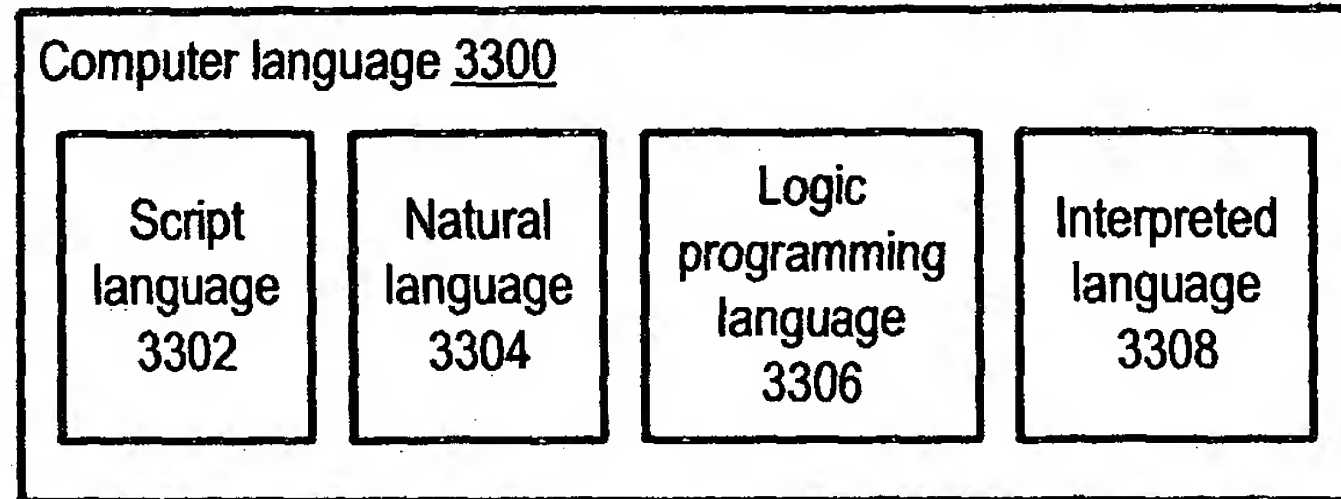 Computer language 3300
Script
language
3302
Natural
language
3304
Logic
programming
language
3306
Interpreted
language
3308